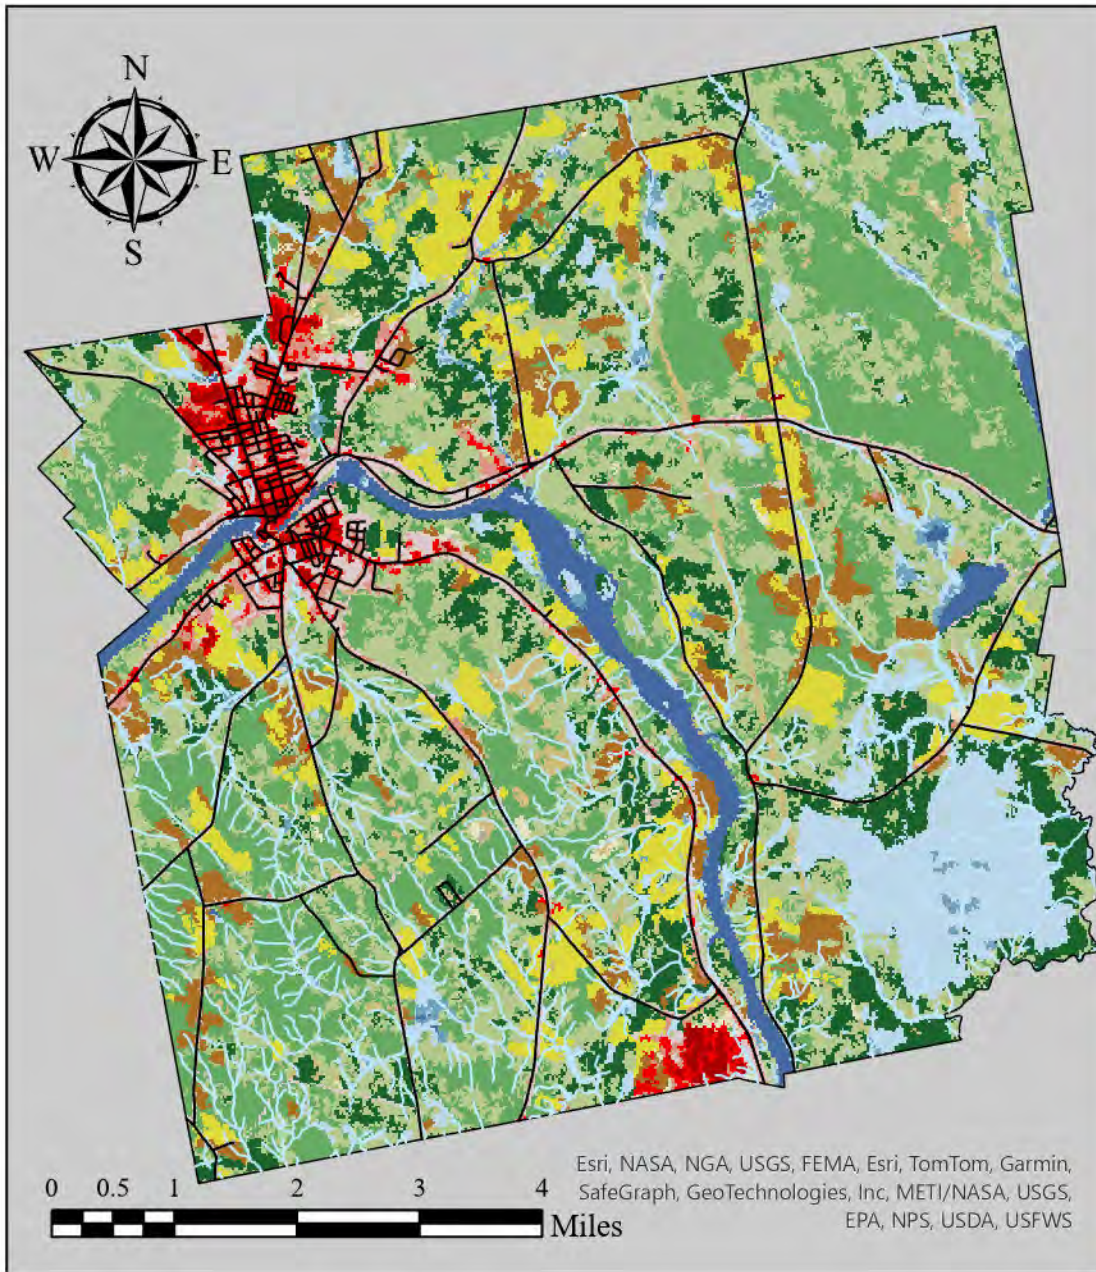 N
W E
S
0 0.5 1 2 3 4
Miles
Esri, NASA, NGA, USGS, FEMA, Esri, TomTom, Garmin,
SafeGraph, GeoTechnologies, Inc, METI/NASA, USGS,
EPA, NPS, USDA, USFWS